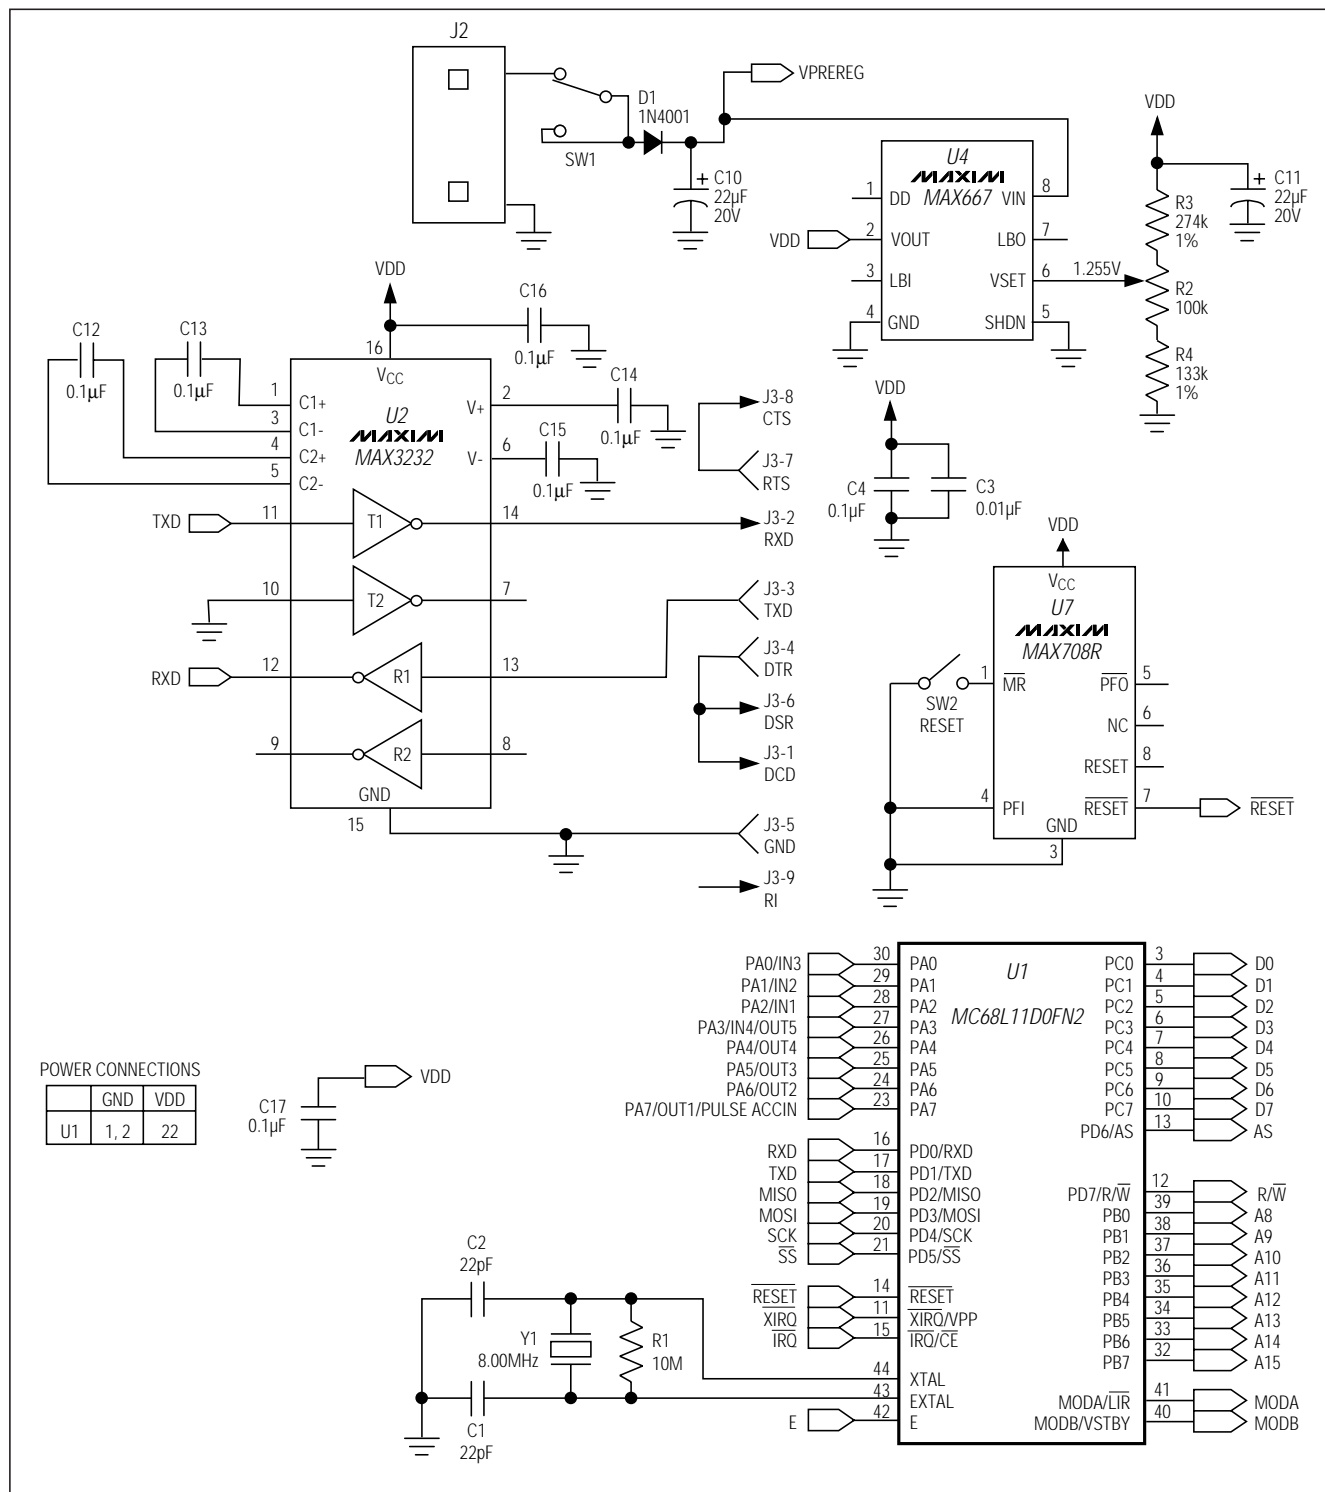 J2
VPREREG
D1
1N4001
SW1
+ C10
22µF
20V
VDD
U4
MAXIM
MAX667
1
DD
VIN
8
VDD
2
VOUT
LBO
7
3
LBI
VSET
6
1.255V
4
GND
SHDN
5
R3
274k
1%
R2
100k
R4
133k
1%
+ C11
22µF
20V
VDD
C16
0.1µF
C12
0.1µF
C13
0.1µF
16
VCC
U2
MAXIM
MAX3232
1
C1+
3
C1-
4
C2+
5
C2-
2
V+
C14
0.1µF
6
V-
C15
0.1µF
TXD
11
T1
14
10
T2
7
RXD
12
R1
13
9
R2
8
GND
15
J3-8
CTS
J3-7
RTS
J3-2
RXD
J3-3
TXD
J3-4
DTR
J3-6
DSR
J3-1
DCD
J3-5
GND
J3-9
RI
VDD
C4
0.1µF
C3
0.01µF
VDD
VCC
U7
MAXIM
MAX708R
SW2
RESET
1
MR
PFO
5
NC
6
RESET
8
4
PFI
RESET
7
RESET
GND
3
POWER CONNECTIONS
GND VDD
U1 1, 2 22
VDD
C17
0.1µF
C2
22pF
Y1
8.00MHz
R1
10M
C1
22pF
U1
MC68L11D0FN2
PA0/IN3 30 PA0
PA1/IN2 29 PA1
PA2/IN1 28 PA2
PA3/IN4/OUT5 27 PA3
PA4/OUT4 26 PA4
PA5/OUT3 25 PA5
PA6/OUT2 24 PA6
PA7/OUT1/PULSE ACCIN 23 PA7
RXD 16 PD0/RXD
TXD 17 PD1/TXD
MISO 18 PD2/MISO
MOSI 19 PD3/MOSI
SCK 20 PD4/SCK
SS 21 PD5/SS
RESET 14 RESET
XIRQ 11 XIRQ/VPP
IRQ 15 IRQ/CE
44 XTAL
43 EXTAL
E 42 E
PC0 3 D0
PC1 4 D1
PC2 5 D2
PC3 6 D3
PC4 7 D4
PC5 8 D5
PC6 9 D6
PC7 10 D7
PD6/AS 13 AS
PD7/R/W 12 R/W
PB0 39 A8
PB1 38 A9
PB2 37 A10
PB3 36 A11
PB4 35 A12
PB5 34 A13
PB6 33 A14
PB7 32 A15
MODA/LIR 41 MODA
MODB/VSTBY 40 MODB